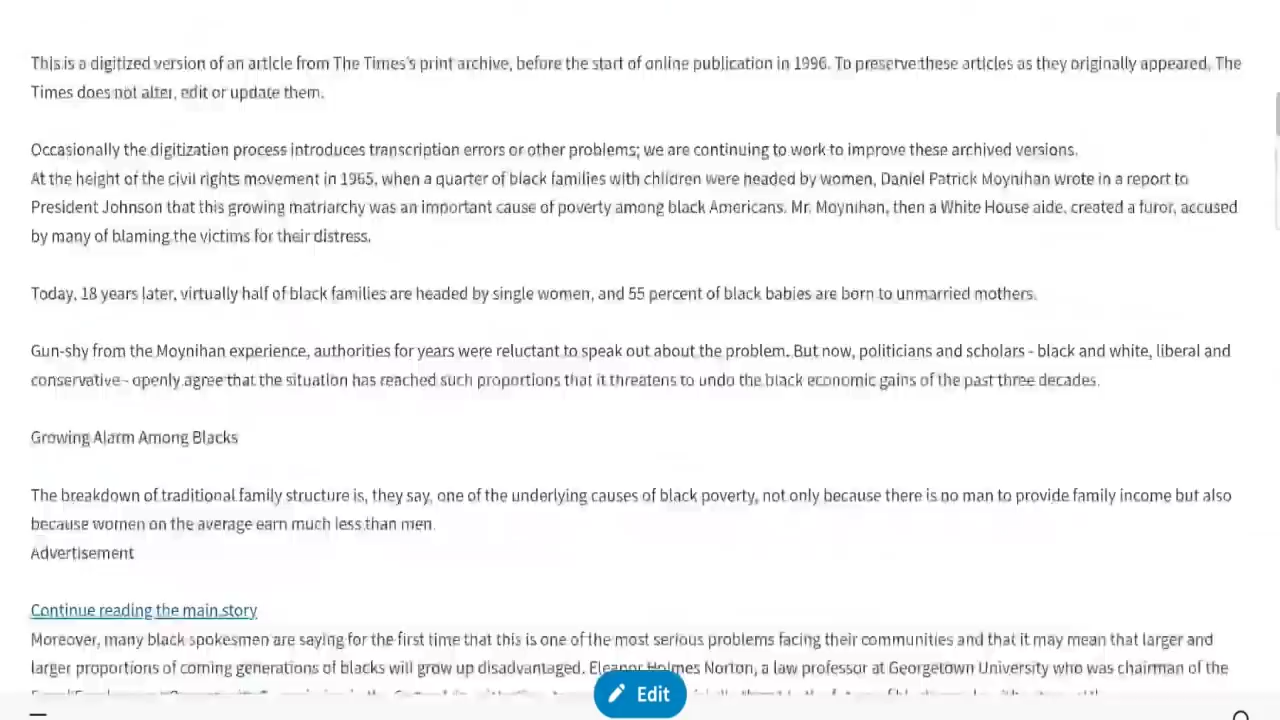 This is a digitized version of an article from The Times's print archive, before the start of online publication in 1996. To preserve these articles as they originally appeared, The
Times does not alter, edit or update them.
Occasionally the digitization process introduces transcription errors or other problems; we are continuing to work to improve these archived versions.
At the height of the civil rights movement in 1965, when a quarter of black families with children were headed by women, Daniel Patrick Moynihan wrote in a report to
President Johnson that this growing matriarchy was an important cause of poverty among black Americans. Mr. Moynihan, then a White House aide, created a furor, accused
by many of blaming the victims for their distress.
Today, 18 years later, virtually half of black families are headed by single women, and 55 percent of black babies are born to unmarried mothers.
Gun-shy from the Moynihan experience, authorities for years were reluctant to speak out about the problem. But now, politicians and scholars - black and white, liberal and
conservative - openly agree that the situation has reached such proportions that it threatens to undo the black economic gains of the past three decades.
Growing Alarm Among Blacks
The breakdown of traditional family structure is, they say, one of the underlying causes of black poverty, not only because there is no man to provide family income but also
because women on the average earn much less than men.
Advertisement
Continue reading the main story
Moreover, many black spokesmen are saying for the first time that this is one of the most serious problems facing their communities and that it may mean that larger and
larger proportions of coming generations of blacks will grow up disadvantaged. Eleanor Holmes Norton, a law professor at Georgetown University who was chairman of the
Edit